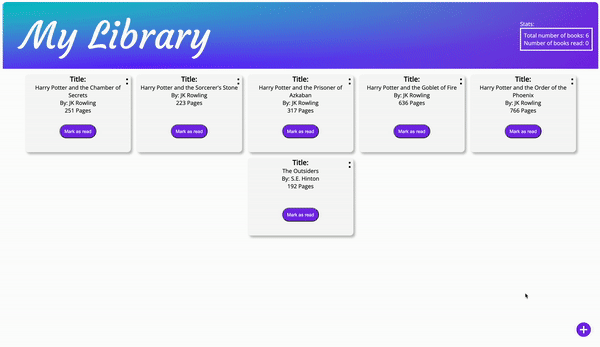 My Library
Stats:
Total number of books: 6
Number of books read: 0
Title:
Harry Potter and the Chamber of
Secrets
By: JK Rowling
251 Pages
Mark as read
Title:
Harry Potter and the Sorcerer's Stone
By: JK Rowling
223 Pages
Mark as read
Title:
Harry Potter and the Prisoner of
Azkaban
By: JK Rowling
317 Pages
Mark as read
Title:
Harry Potter and the Goblet of Fire
By: JK Rowling
636 Pages
Mark as read
Title:
Harry Potter and the Order of the
Phoenix
By: JK Rowling
766 Pages
Mark as read
Title:
The Outsiders
By: S.E. Hinton
192 Pages
Mark as read